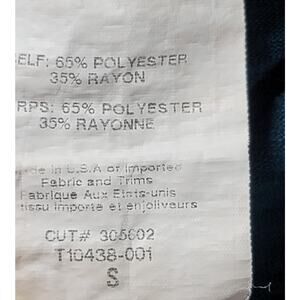 ELF: 65% POLYESTER
35% RAYON
RPS: 65% POLYESTER
35% RAYONNE
de in U.S.A or Imported
Fabric and Trims
Fabrique Aux Etats-unis
tissu importe et enjoliveurs
CUT# 305602
T10438-001
S